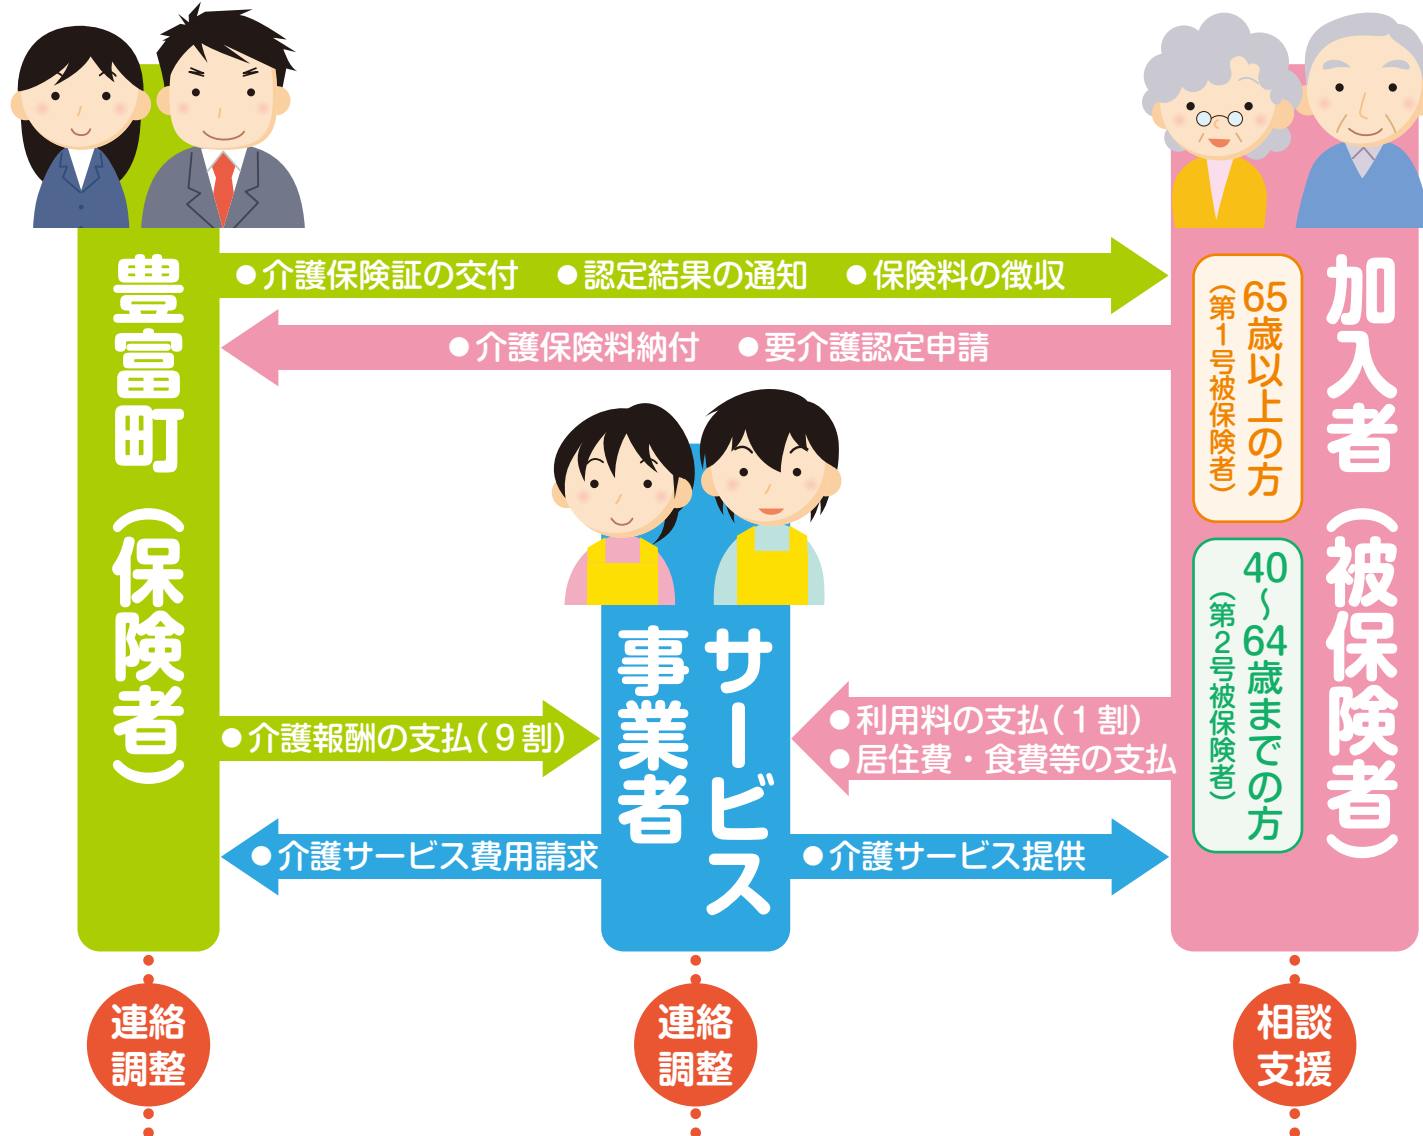 豊富町（保険者）
●介護保険証の交付　●認定結果の通知　●保険料の徴収
●介護保険料納付　●要介護認定申請
加入者（被保険者）
65歳以上の方
（第1号被保険者）
40～64歳までの方
（第2号被保険者）
サービス
事業者
●介護報酬の支払（9割）
●利用料の支払（1割）
●居住費・食費等の支払
●介護サービス費用請求
●介護サービス提供
連絡
調整
連絡
調整
相談
支援